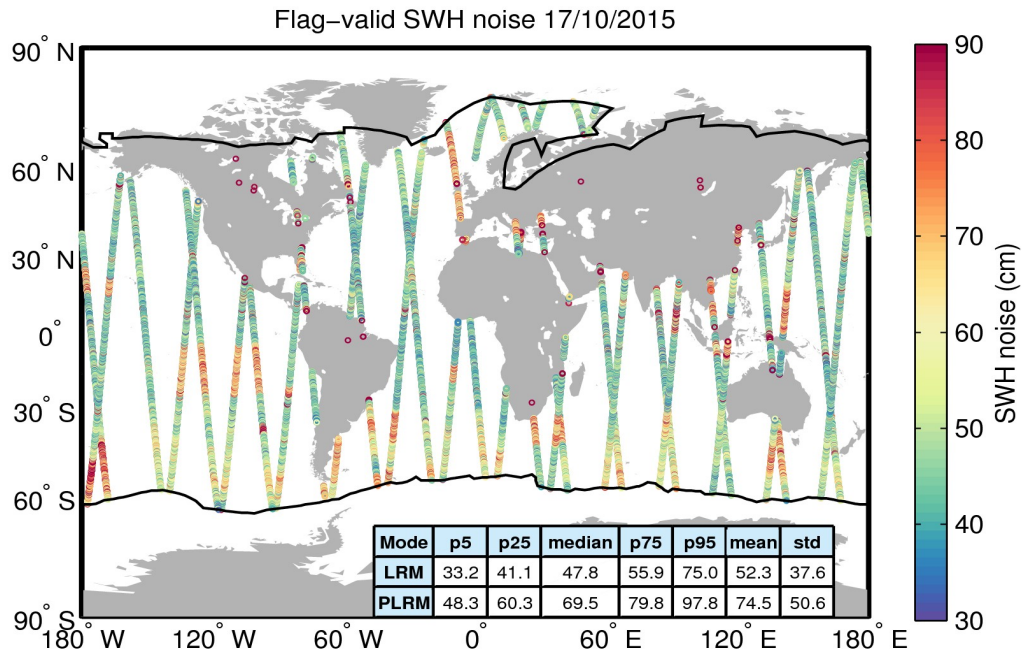 Flag−valid SWH noise 17/10/2015
90° N
60° N
30° N
0°
30° S
60° S
90° S
180° W
120° W
60° W
0°
60° E
120° E
180° E
Mode p5 p25 median p75 p95 mean std
LRM 33.2 41.1 47.8 55.9 75.0 52.3 37.6
PLRM 48.3 60.3 69.5 79.8 97.8 74.5 50.6
90
80
70
60
50
40
30
SWH noise (cm)